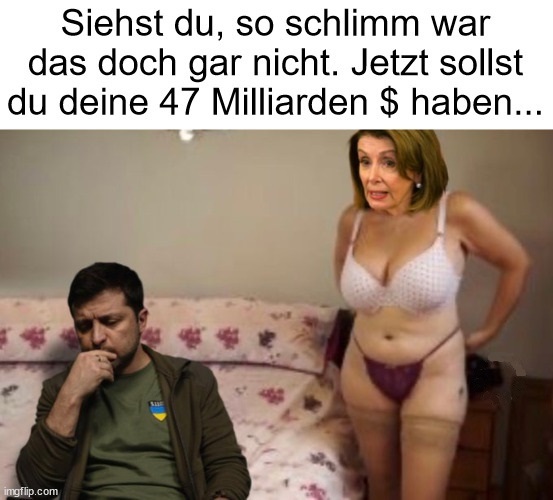 Siehst du, so schlimm war
das doch gar nicht. Jetzt sollst
du deine 47 Milliarden $ haben...
imgflip.com